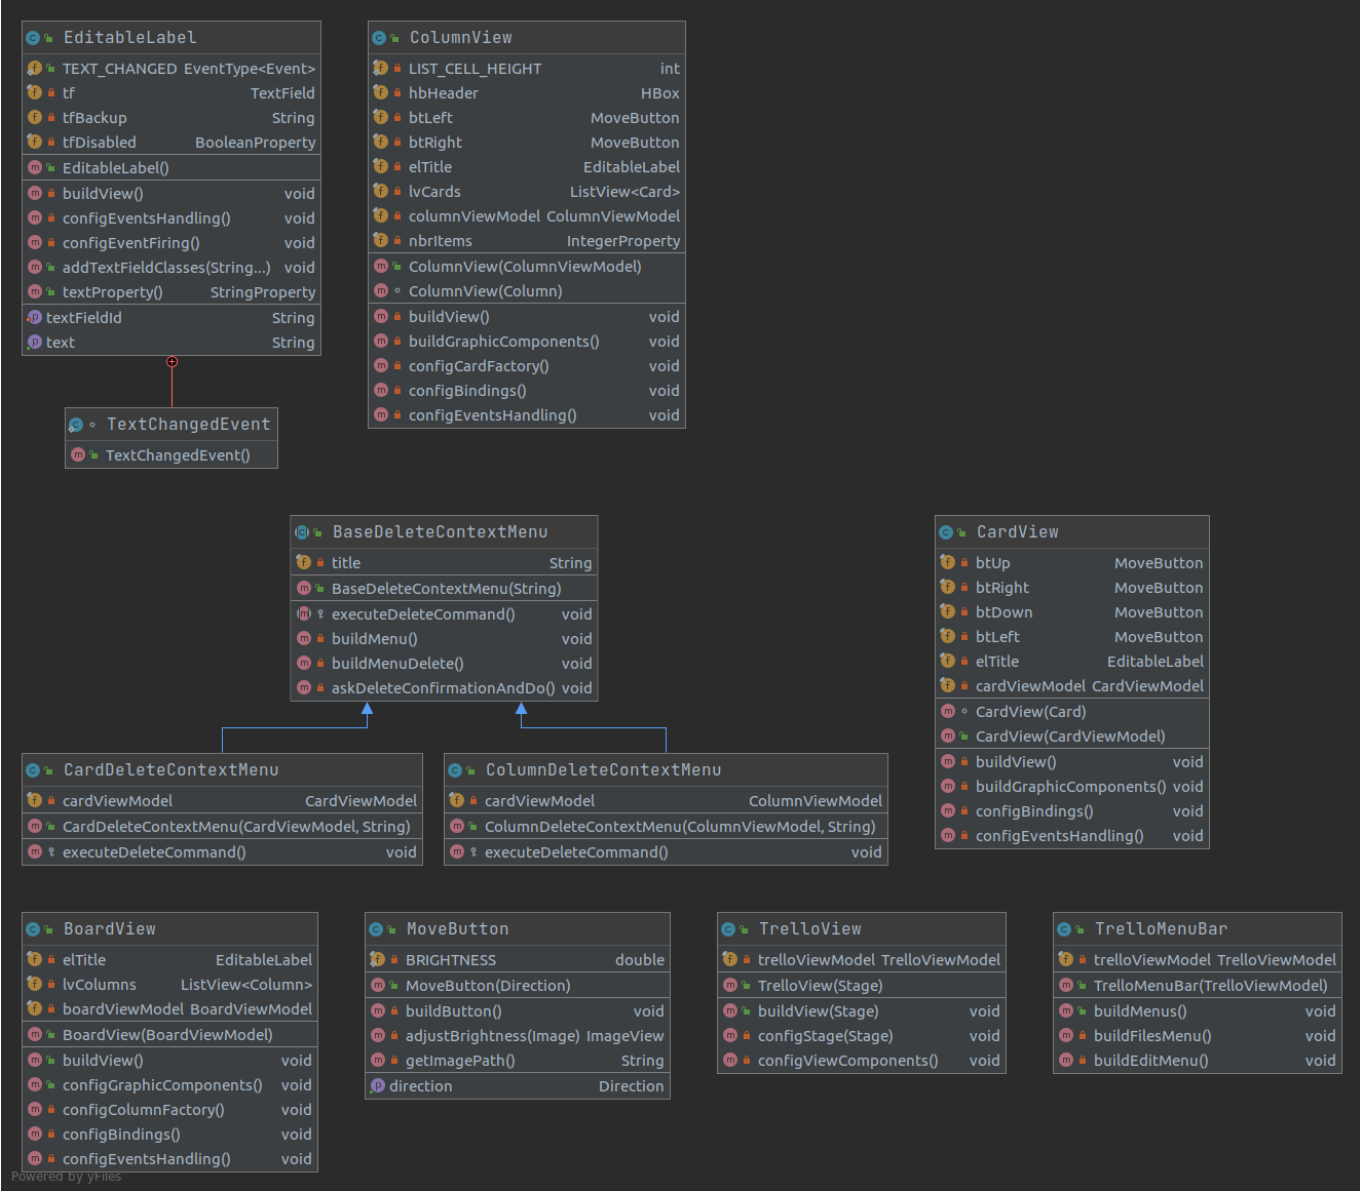 EditableLabel
TEXT_CHANGED EventType<Event>
tf TextField
tfBackup String
tfDisabled BooleanProperty
EditableLabel()
buildView() void
configEventsHandling() void
configEventFiring() void
addTextFieldClasses(String...) void
textProperty() StringProperty
textFieldId String
text String
TextChangedEvent
TextChangedEvent()
ColumnView
LIST_CELL_HEIGHT int
hbHeader HBox
btLeft MoveButton
btRight MoveButton
elTitle EditableLabel
lvCards ListView<Card>
columnViewModel ColumnViewModel
nbrItems IntegerProperty
ColumnView(ColumnViewModel)
ColumnView(Column)
buildView() void
buildGraphicComponents() void
configCardFactory() void
configBindings() void
configEventsHandling() void
BaseDeleteContextMenu
title String
BaseDeleteContextMenu(String)
executeDeleteCommand() void
buildMenu() void
buildMenuDelete() void
askDeleteConfirmationAndDo() void
CardView
btUp MoveButton
btRight MoveButton
btDown MoveButton
btLeft MoveButton
elTitle EditableLabel
cardViewModel CardViewModel
CardView(Card)
CardView(CardViewModel)
buildView() void
buildGraphicComponents() void
configBindings() void
configEventsHandling() void
CardDeleteContextMenu
cardViewModel CardViewModel
CardDeleteContextMenu(CardViewModel, String)
executeDeleteCommand() void
ColumnDeleteContextMenu
cardViewModel ColumnViewModel
ColumnDeleteContextMenu(ColumnViewModel, String)
executeDeleteCommand() void
BoardView
elTitle EditableLabel
lvColumns ListView<Column>
boardViewModel BoardViewModel
BoardView(BoardViewModel)
buildView() void
configGraphicComponents() void
configColumnFactory() void
configBindings() void
configEventsHandling() void
MoveButton
BRIGHTNESS double
MoveButton(Direction)
buildButton() void
adjustBrightness(Image) ImageView
getImagePath() String
direction Direction
TrelloView
trelloViewModel TrelloViewModel
TrelloView(Stage)
buildView(Stage) void
configStage(Stage) void
configViewComponents() void
TrelloMenuBar
trelloViewModel TrelloViewModel
TrelloMenuBar(TrelloViewModel)
buildMenus() void
buildFilesMenu() void
buildEditMenu() void
Powered by yFiles